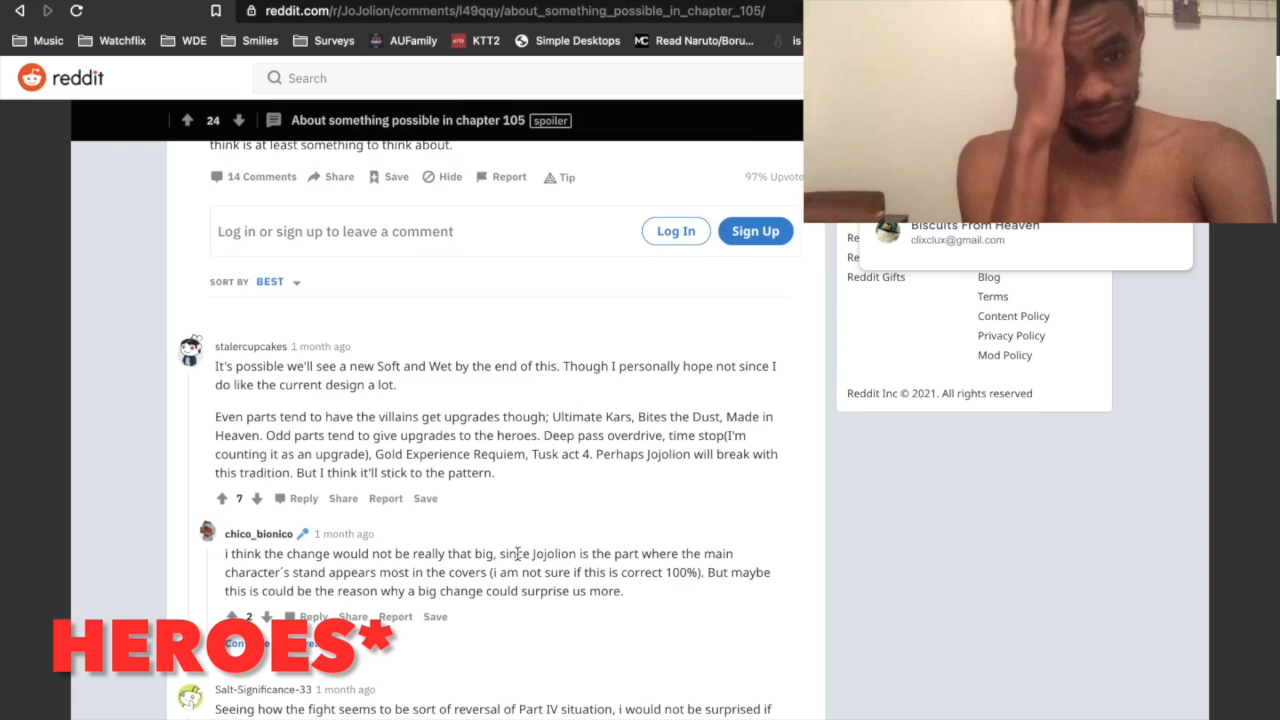 reddit.com/r/JoJolion/comments/l49qqy/about_something_possible_in_chapter_105/
Music Watchflix WDE Smilies Surveys AUFamily KTT2 Simple Desktops Read Naruto/Boru... is
reddit Search
24 About something possible in chapter 105 spoiler
think is at least something to think about.
14 Comments Share Save Hide Report Tip 97% Upvote
Log in or sign up to leave a comment Log In Sign Up
SORT BY BEST
stalercupcakes 1 month ago
It's possible we'll see a new Soft and Wet by the end of this. Though I personally hope not since I
do like the current design a lot.
Even parts tend to have the villains get upgrades though; Ultimate Kars, Bites the Dust, Made in
Heaven. Odd parts tend to give upgrades to the heroes. Deep pass overdrive, time stop(I'm
counting it as an upgrade), Gold Experience Requiem, Tusk act 4. Perhaps Jojolion will break with
this tradition. But I think it'll stick to the pattern.
7 Reply Share Report Save
chico_bionico 1 month ago
i think the change would not be really that big, since Jojolion is the part where the main
character´s stand appears most in the covers (i am not sure if this is correct 100%). But maybe
this is could be the reason why a big change could surprise us more.
2 Reply Share Report Save
HEROES*
Salt-Significance-33 1 month ago
Seeing how the fight seems to be sort of reversal of Part IV situation, i would not be surprised if
Biscuits From Heaven
clixclux@gmail.com
Re
Re
Reddit Gifts
Blog
Terms
Content Policy
Privacy Policy
Mod Policy
Reddit Inc © 2021. All rights reserved